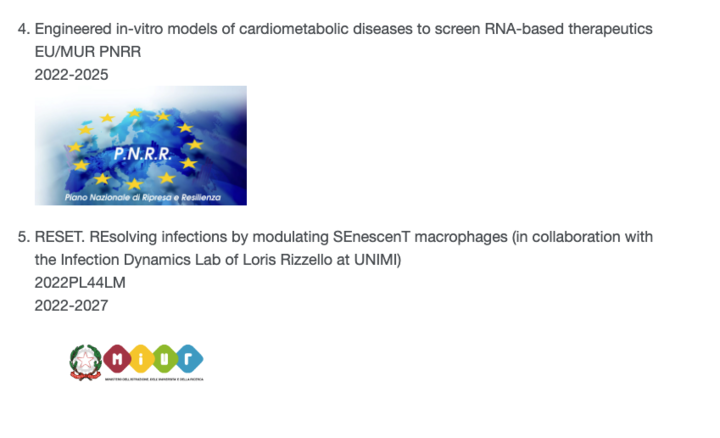 4. Engineered in-vitro models of cardiometabolic diseases to screen RNA-based therapeutics
EU/MUR PNRR
2022-2025
P.N.R.R.
Piano Nazionale di Ripresa e Resilienza
5. RESET. REsolving infections by modulating SEnescenT macrophages (in collaboration with
the Infection Dynamics Lab of Loris Rizzello at UNIMI)
2022PL44LM
2022-2027
miur
MINISTERO DELL'ISTRUZIONE, DELL'UNIVERSITÀ E DELLA RICERCA